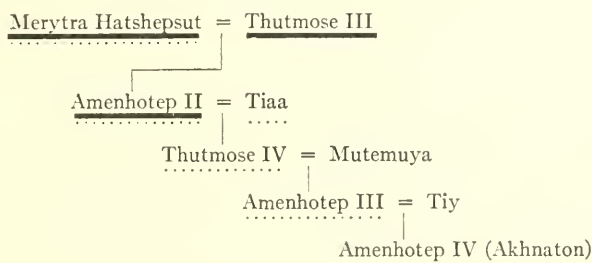 Merytra Hatshepsut = Thutmose III
Amenhotep II = Tiaa
Thutmose IV = Mutemuya
Amenhotep III = Tiy
Amenhotep IV (Akhnaton)